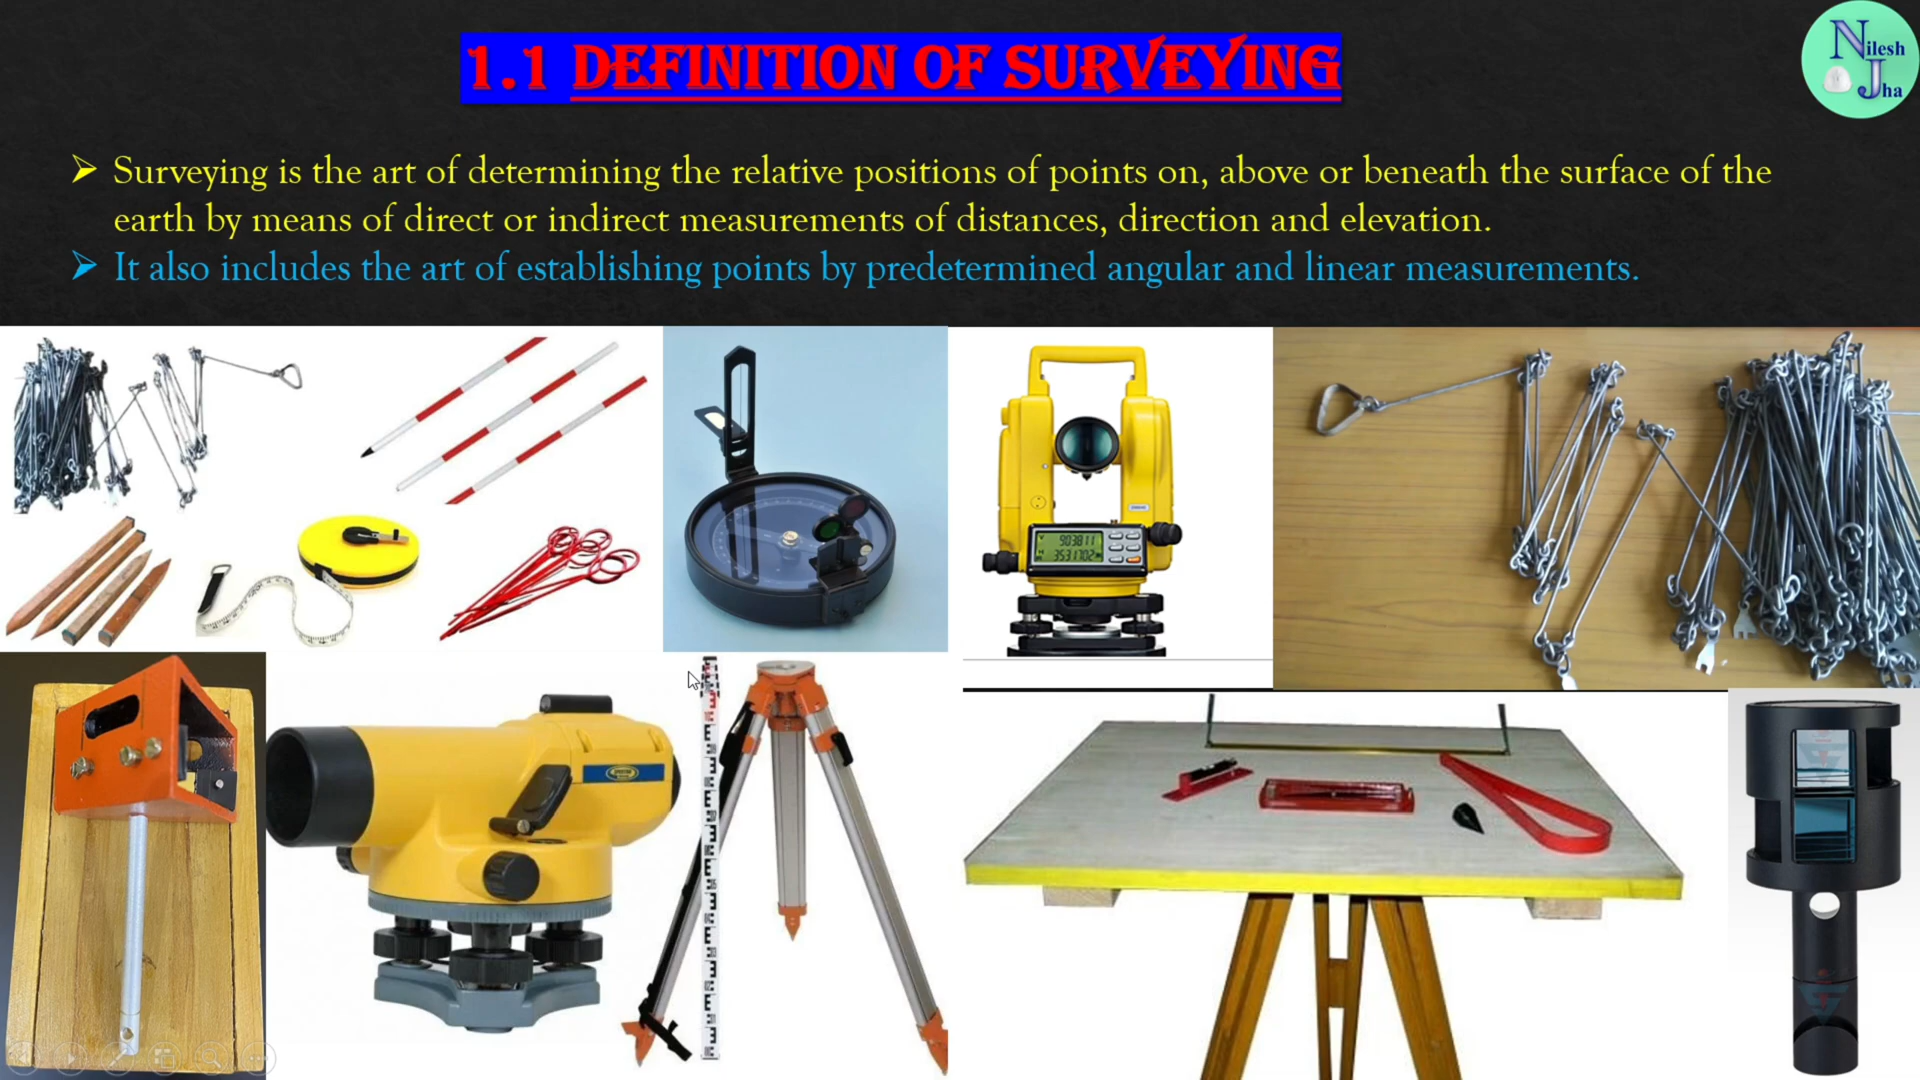 1.1 DEFINITION OF SURVEYING
Nilesh
Jha
➢ Surveying is the art of determining the relative positions of points on, above or beneath the surface of the
earth by means of direct or indirect measurements of distances, direction and elevation.
➢ It also includes the art of establishing points by predetermined angular and linear measurements.